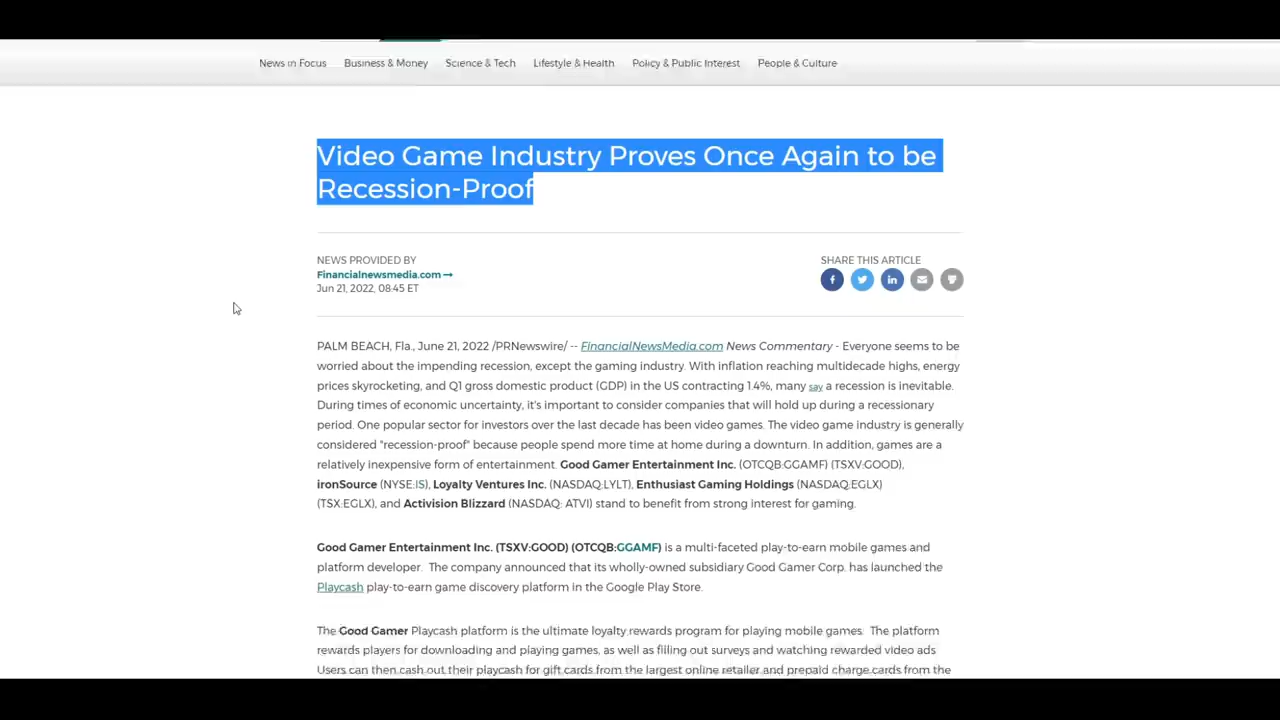 News in Focus Business & Money Science & Tech Lifestyle & Health Policy & Public Interest People & Culture
Video Game Industry Proves Once Again to be
Recession-Proof
NEWS PROVIDED BY
Financialnewsmedia.com →
Jun 21, 2022, 08:45 ET
SHARE THIS ARTICLE
PALM BEACH, Fla., June 21, 2022 /PRNewswire/ -- FinancialNewsMedia.com News Commentary - Everyone seems to be
worried about the impending recession, except the gaming industry. With inflation reaching multidecade highs, energy
prices skyrocketing, and Q1 gross domestic product (GDP) in the US contracting 1.4%, many say a recession is inevitable.
During times of economic uncertainty, it's important to consider companies that will hold up during a recessionary
period. One popular sector for investors over the last decade has been video games. The video game industry is generally
considered "recession-proof" because people spend more time at home during a downturn. In addition, games are a
relatively inexpensive form of entertainment. Good Gamer Entertainment Inc. (OTCQB:GGAMF) (TSXV:GOOD),
ironSource (NYSE:IS), Loyalty Ventures Inc. (NASDAQ:LYLT), Enthusiast Gaming Holdings (NASDAQ:EGLX)
(TSX:EGLX), and Activision Blizzard (NASDAQ: ATVI) stand to benefit from strong interest for gaming.
Good Gamer Entertainment Inc. (TSXV:GOOD) (OTCQB:GGAMF) is a multi-faceted play-to-earn mobile games and
platform developer. The company announced that its wholly-owned subsidiary Good Gamer Corp. has launched the
Playcash play-to-earn game discovery platform in the Google Play Store.
The Good Gamer Playcash platform is the ultimate loyalty rewards program for playing mobile games. The platform
rewards players for downloading and playing games, as well as filling out surveys and watching rewarded video ads
Users can then cash out their playcash for gift cards from the largest online retailer and prepaid charge cards from the